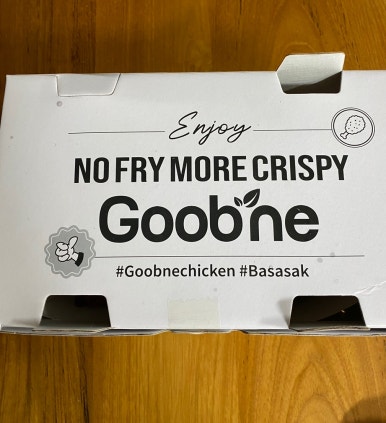 Enjoy
NO FRY MORE CRISPY
Goobne
#Goobnechicken #Basasak